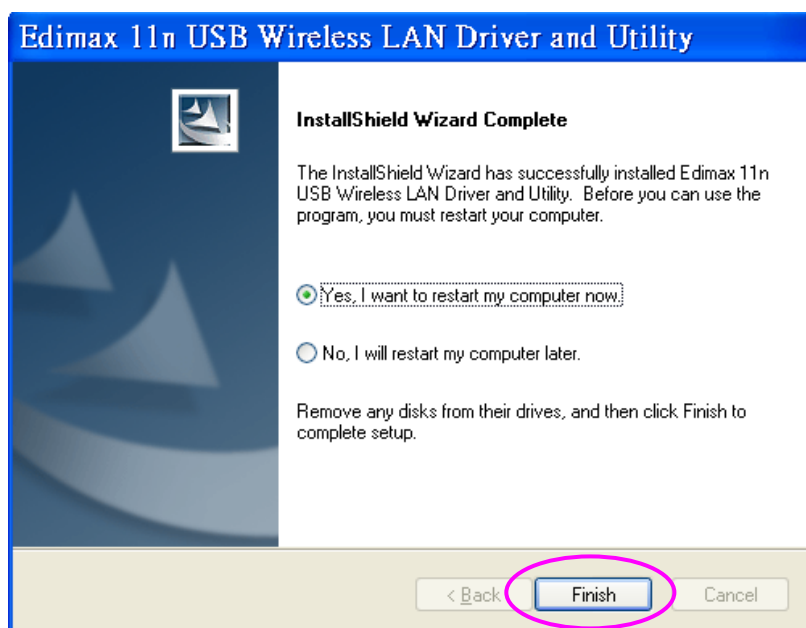 Edimax 11n USB Wireless LAN Driver and Utility
InstallShield Wizard Complete
The InstallShield Wizard has successfully installed Edimax 11n
USB Wireless LAN Driver and Utility.  Before you can use the
program, you must restart your computer.
Yes, I want to restart my computer now.
No, I will restart my computer later.
Remove any disks from their drives, and then click Finish to
complete setup.
< Back
Finish
Cancel